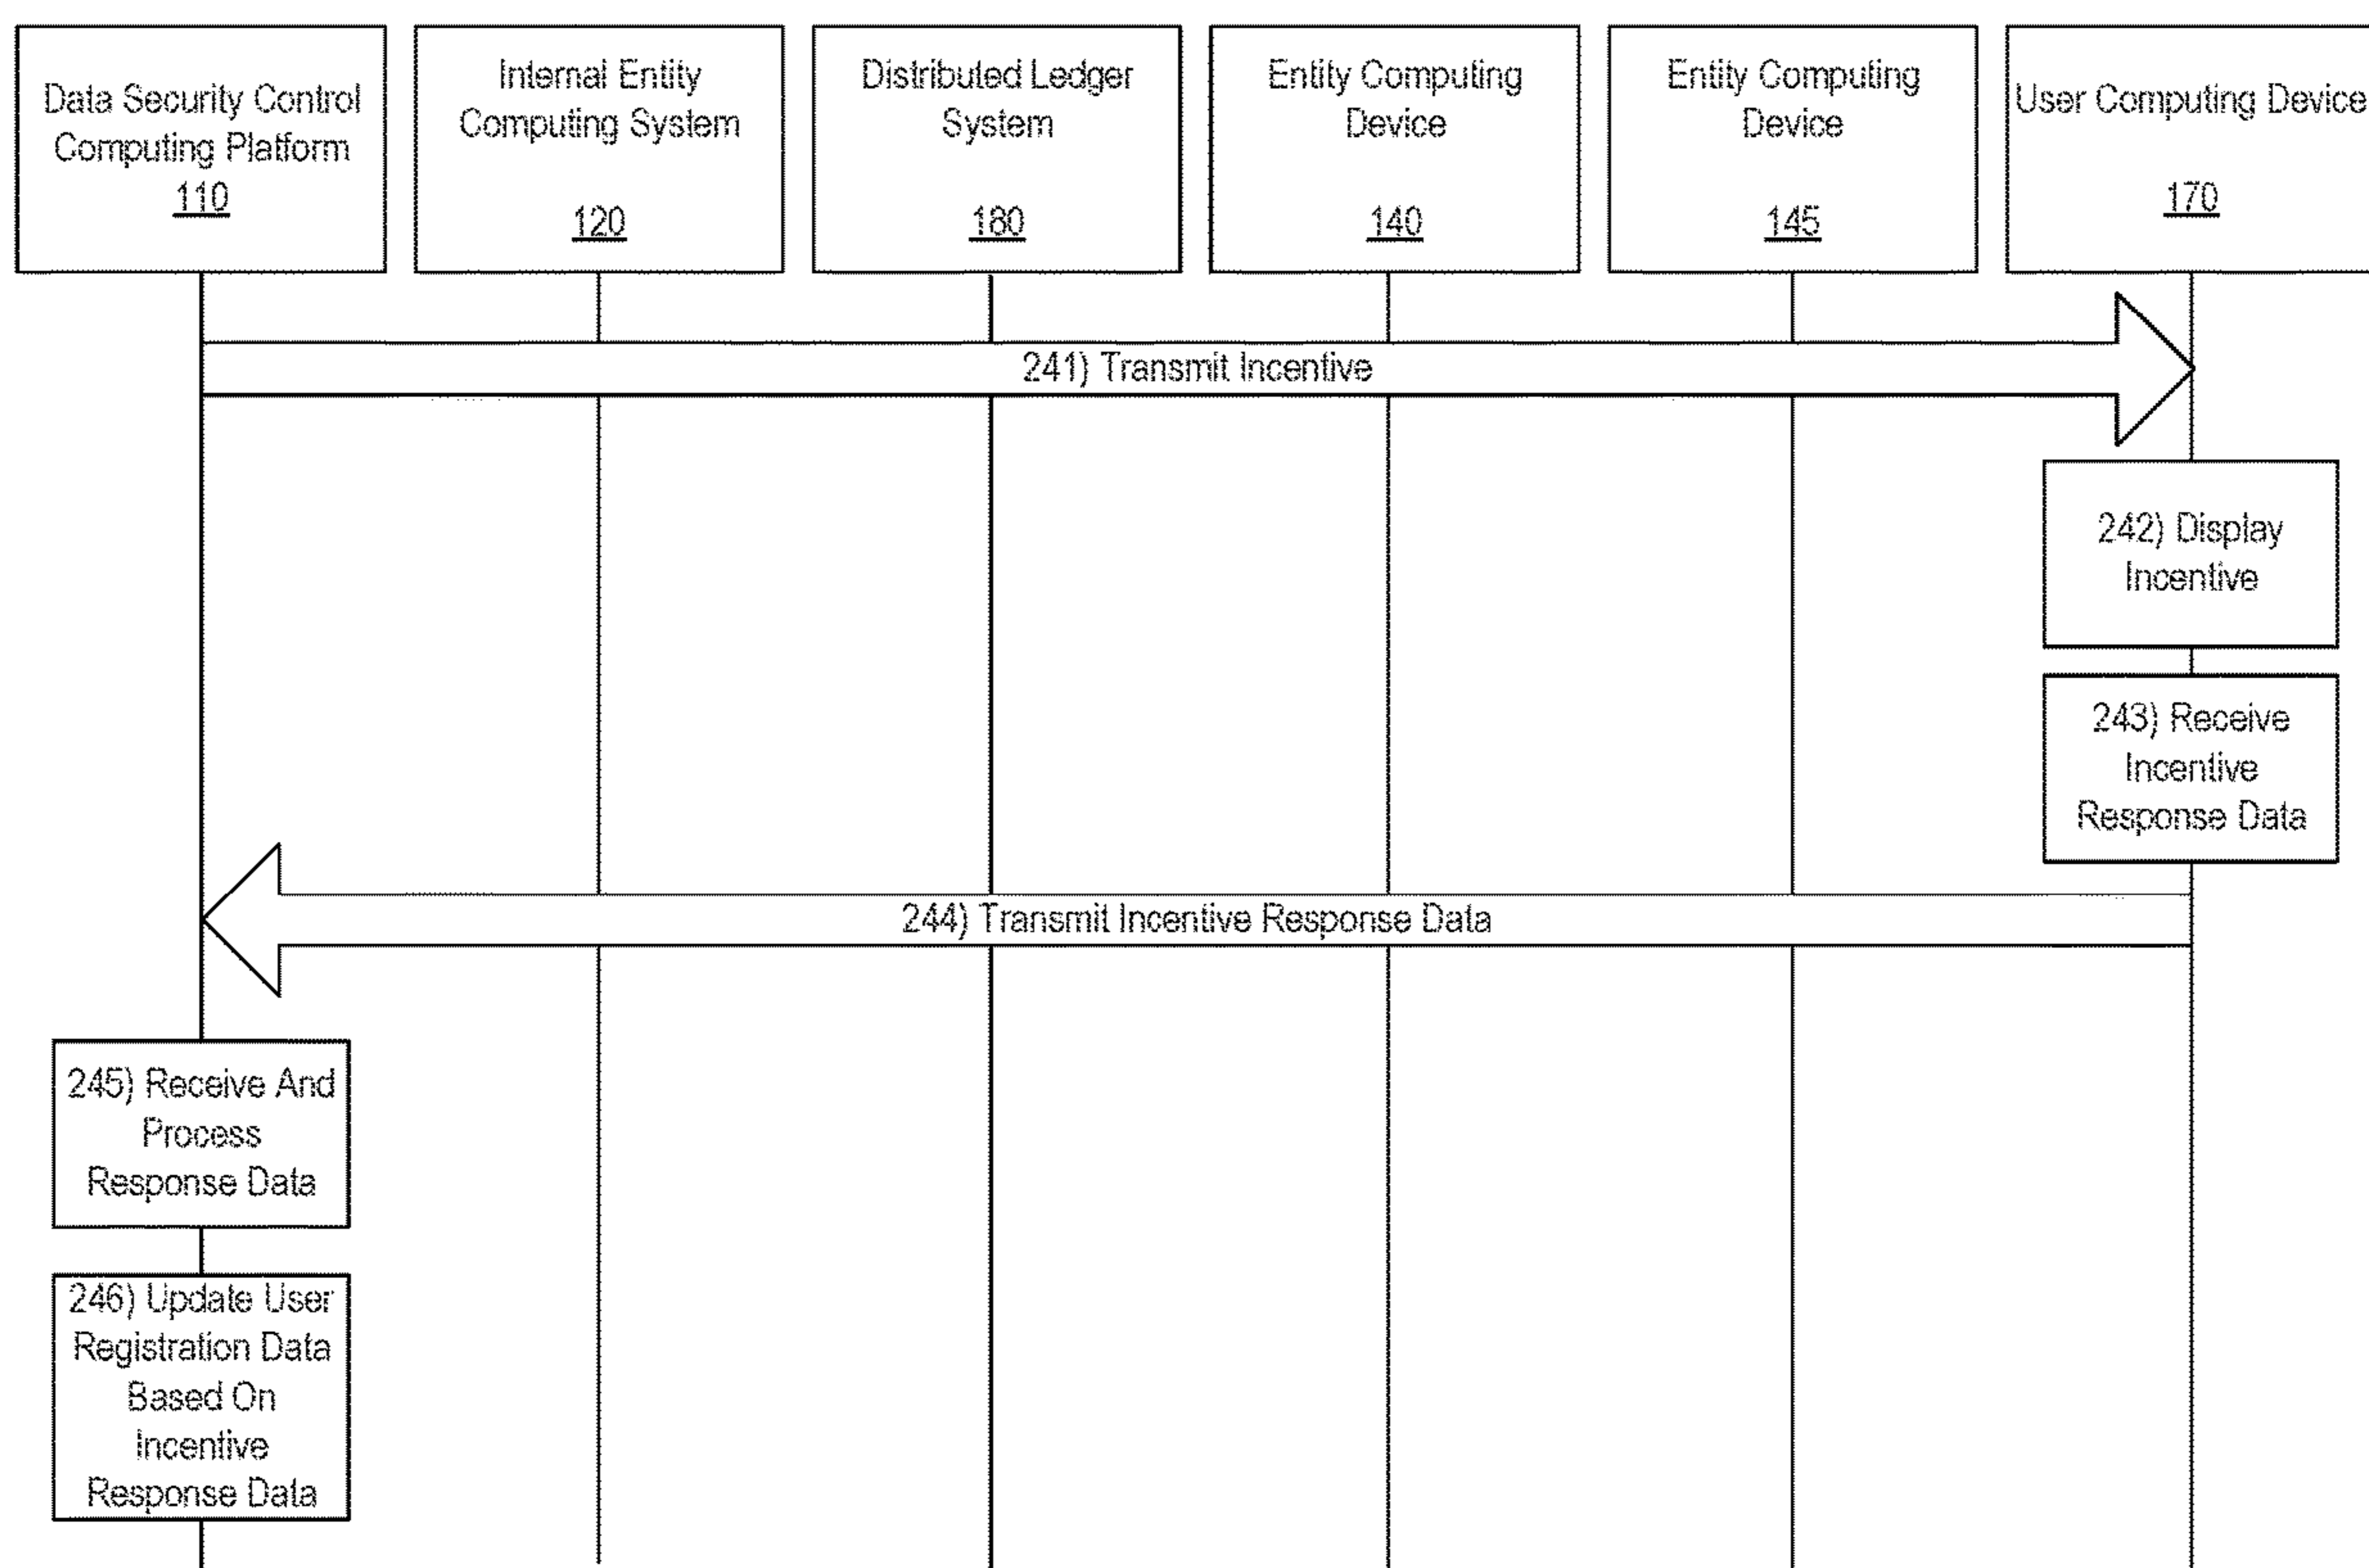 Data Security Control
Computing Platform
110
Internal Entity
Computing System
120
Distributed Ledger
System
180
Entity Computing
Device
140
Entity Computing
Device
145
User Computing Device
170
241) Transmit Incentive
242) Display
Incentive
243) Receive
Incentive
Response Data
244) Transmit Incentive Response Data
245) Receive And
Process
Response Data
246) Update User
Registration Data
Based On
Incentive
Response Data